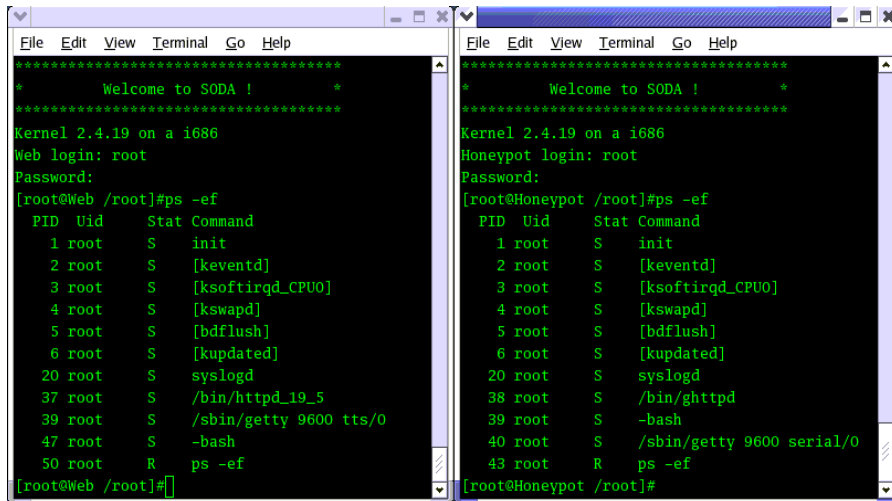 File Edit View Terminal Go Help
*************************************
* Welcome to SODA ! *
*************************************
Kernel 2.4.19 on a i686
Web login: root
Password:
[root@Web /root]#ps -ef
PID Uid Stat Command
1 root S init
2 root S [keventd]
3 root S [ksoftirqd_CPU0]
4 root S [kswapd]
5 root S [bdflush]
6 root S [kupdated]
20 root S syslogd
37 root S /bin/httpd_19_5
39 root S /sbin/getty 9600 tts/0
47 root S -bash
50 root R ps -ef
[root@Web /root]#
File Edit View Terminal Go Help
*************************************
* Welcome to SODA ! *
*************************************
Kernel 2.4.19 on a i686
Honeypot login: root
Password:
[root@Honeypot /root]#ps -ef
PID Uid Stat Command
1 root S init
2 root S [keventd]
3 root S [ksoftirqd_CPU0]
4 root S [kswapd]
5 root S [bdflush]
6 root S [kupdated]
20 root S syslogd
38 root S /bin/ghttpd
39 root S -bash
40 root S /sbin/getty 9600 serial/0
43 root R ps -ef
[root@Honeypot /root]#